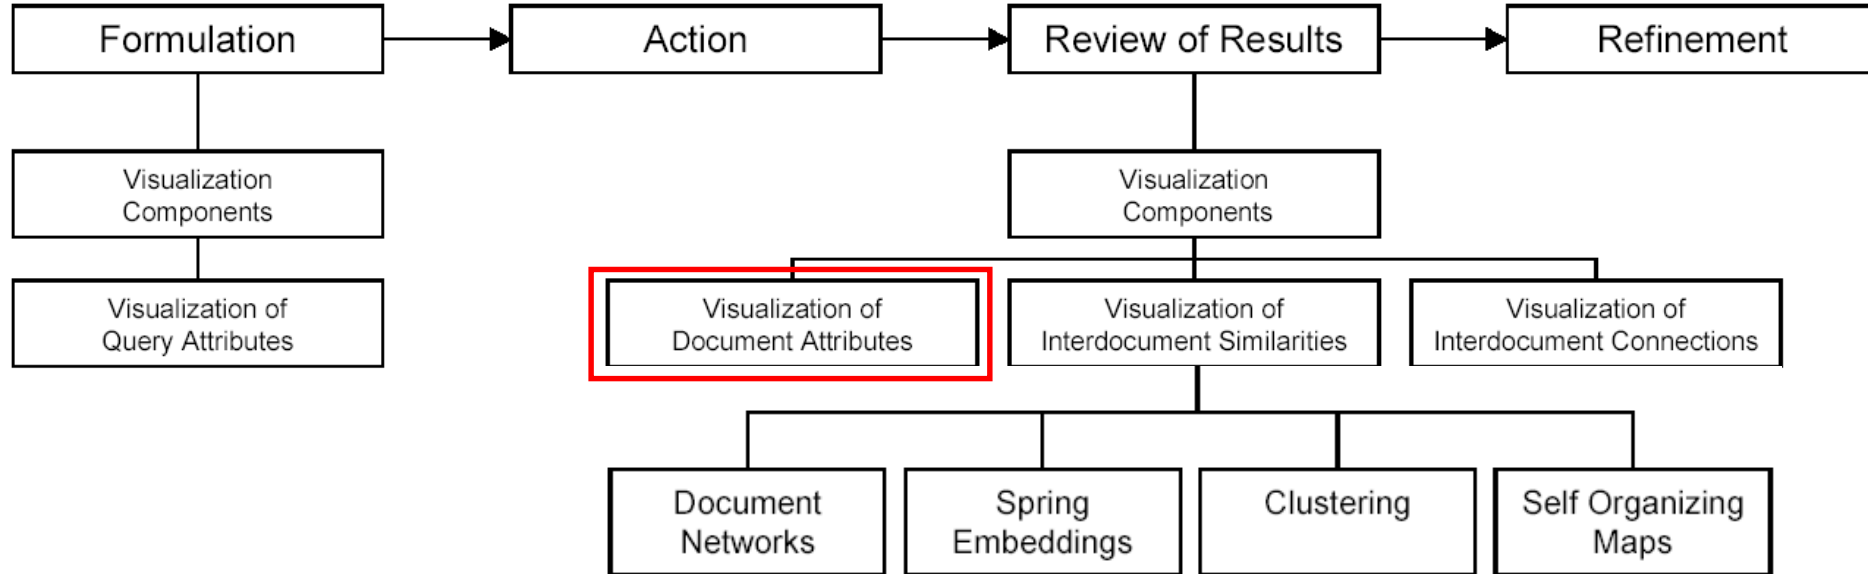 Formulation
Action
Review of Results
Refinement
Visualization
Components
Visualization
Components
Visualization of
Query Attributes
Visualization of
Document Attributes
Visualization of
Interdocument Similarities
Visualization of
Interdocument Connections
Document
Networks
Spring
Embeddings
Clustering
Self Organizing
Maps